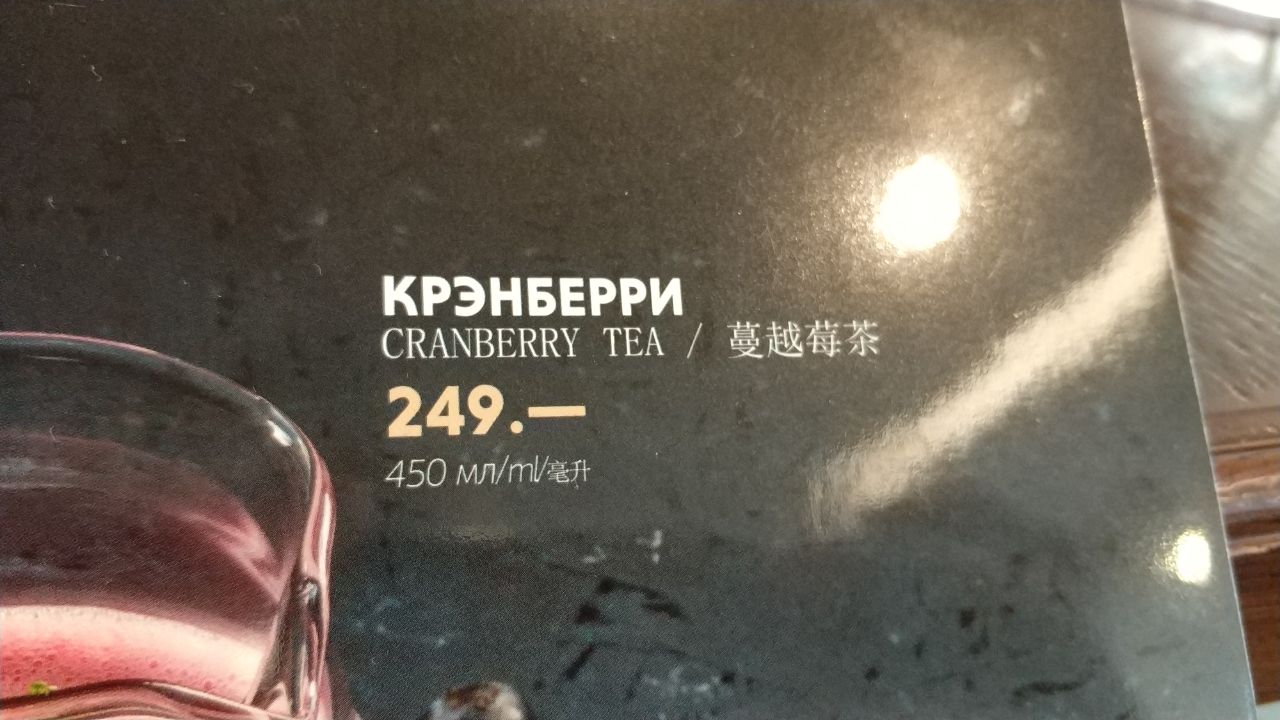 КРЭНБЕРРИ
CRANBERRY TEA / 蔓越莓茶
249.—
450 мл/ml/毫升